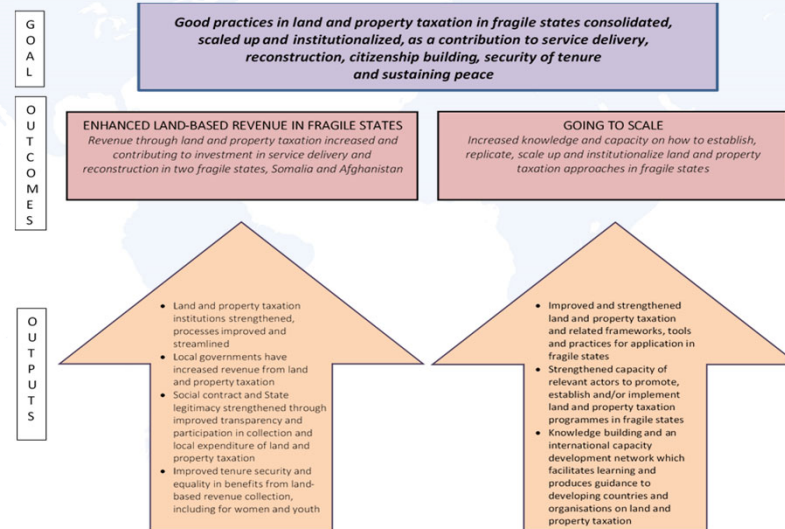 GOAL
Good practices in land and property taxation in fragile states consolidated,
scaled up and institutionalized, as a contribution to service delivery,
reconstruction, citizenship building, security of tenure
and sustaining peace
OUTCOMES
ENHANCED LAND-BASED REVENUE IN FRAGILE STATES
Revenue through land and property taxation increased and
contributing to investment in service delivery and
reconstruction in two fragile states, Somalia and Afghanistan
GOING TO SCALE
Increased knowledge and capacity on how to establish,
replicate, scale up and institutionalize land and property
taxation approaches in fragile states
OUTPUTS
• Land and property taxation
institutions strengthened,
processes improved and
streamlined
• Local governments have
increased revenue from land
and property taxation
• Social contract and State
legitimacy strengthened through
improved transparency and
participation in collection and
local expenditure of land and
property taxation
• Improved tenure security and
equality in benefits from land-
based revenue collection,
including for women and youth
• Improved and strengthened
land and property taxation
and related frameworks, tools
and practices for application in
fragile states
• Strengthened capacity of
relevant actors to promote,
establish and/or implement
land and property taxation
programmes in fragile states
• Knowledge building and an
international capacity
development network which
facilitates learning and
produces guidance to
developing countries and
organisations on land and
property taxation